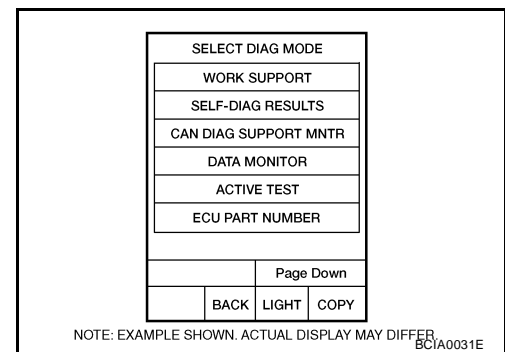 SELECT DIAG MODE
WORK SUPPORT
SELF-DIAG RESULTS
CAN DIAG SUPPORT MNTR
DATA MONITOR
ACTIVE TEST
ECU PART NUMBER
Page Down
BACK LIGHT COPY
NOTE: EXAMPLE SHOWN. ACTUAL DISPLAY MAY DIFFER.
BCIA0031E